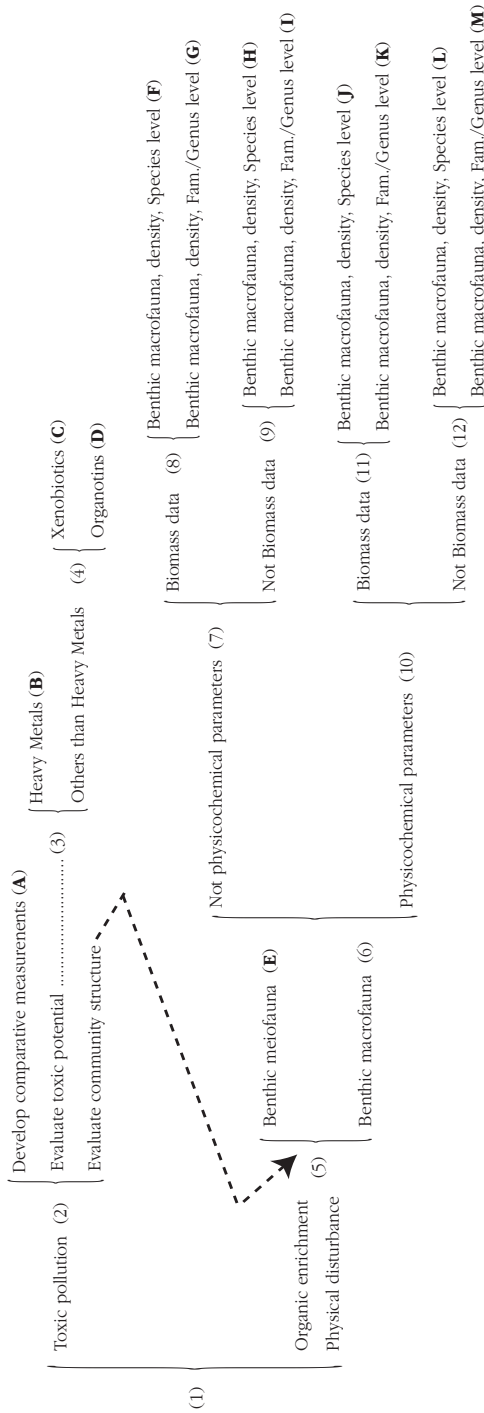 (1)
Toxic pollution (2)
Develop comparative measurenents (A)
Evaluate toxic potential ........................ (3)
Evaluate community structure
Heavy Metals (B)
Others than Heavy Metals (4)
Xenobiotics (C)
Organotins (D)
Organic enrichment
Physical disturbance
(5)
Benthic meiofauna (E)
Benthic macrofauna (6)
Not physicochemical parameters (7)
Biomass data (8)
Benthic macrofauna, density, Species level (F)
Benthic macrofauna, density, Fam./Genus level (G)
Not Biomass data (9)
Benthic macrofauna, density, Species level (H)
Benthic macrofauna, density, Fam./Genus level (I)
Physicochemical parameters (10)
Biomass data (11)
Benthic macrofauna, density, Species level (J)
Benthic macrofauna, density, Fam./Genus level (K)
Not Biomass data (12)
Benthic macrofauna, density, Species level (L)
Benthic macrofauna, density, Fam./Genus level (M)